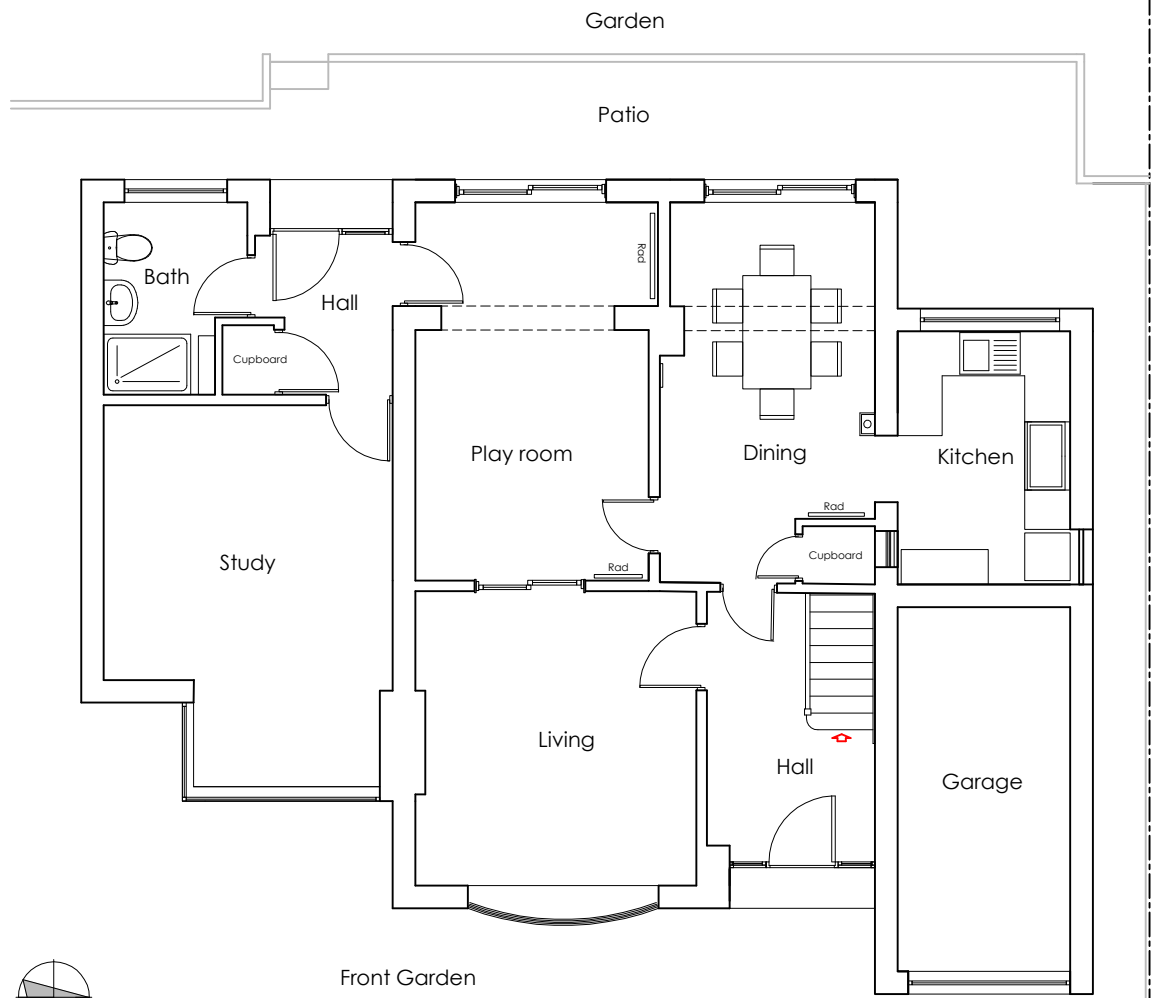 Garden
Patio
Rad
Bath
Hall
Cupboard
Play room
Dining
Kitchen
Rad
Study
Cupboard
Rad
Living
Hall
Garage
Front Garden